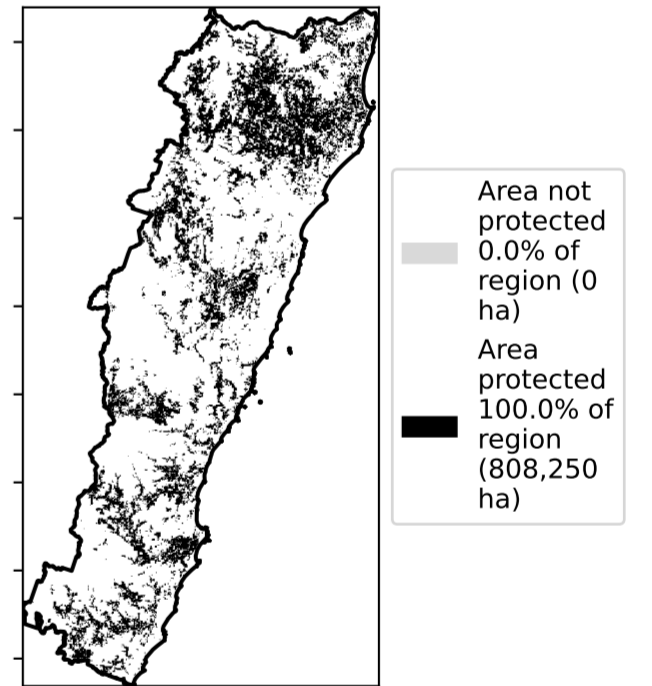 Area not
protected
0.0% of
region (0
ha)
Area
protected
100.0% of
region
(808,250
ha)